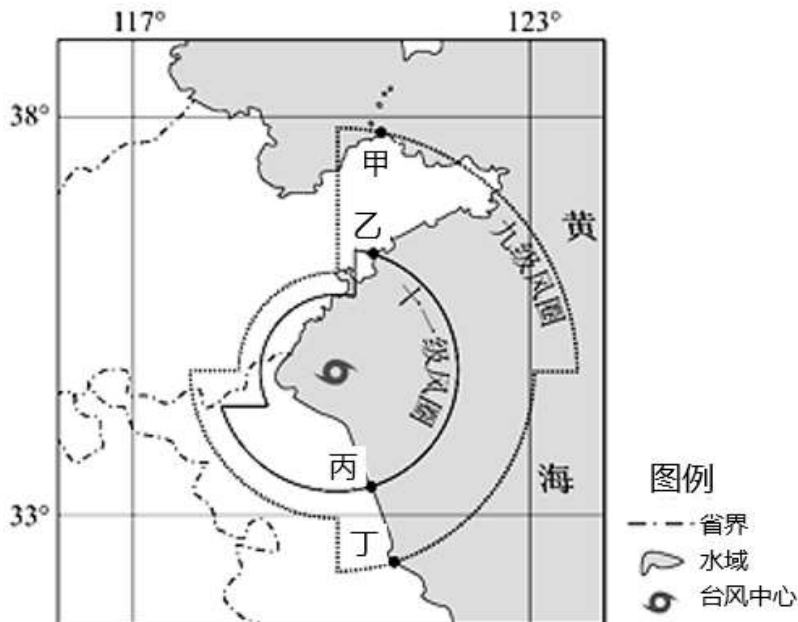 117°
123°
38°
甲
乙
九级风圈
黄
十一级风圈
丙
海
33°
丁
图例
省界
水域
台风中心